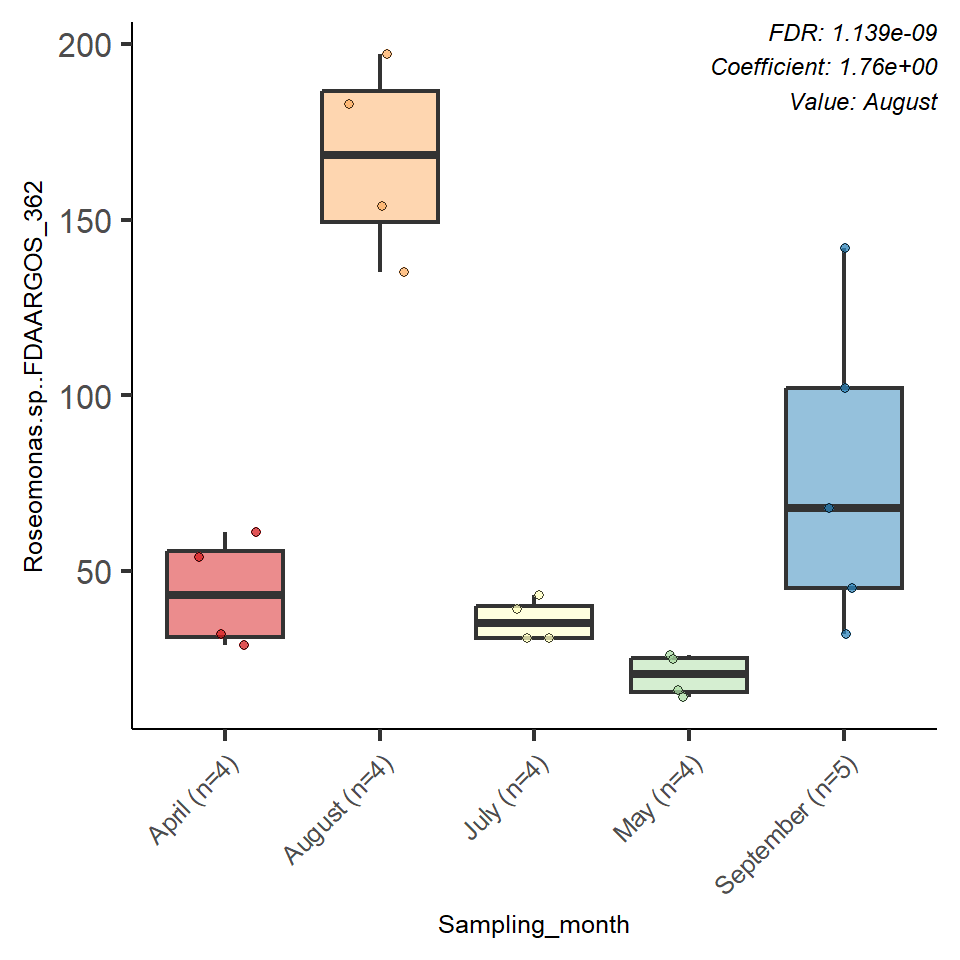 FDR: 1.139e-09
Coefficient: 1.76e+00
Value: August
Roseomonas.sp..FDAARGOS_362
200
150
100
50
April (n=4)
August (n=4)
July (n=4)
May (n=4)
September (n=5)
Sampling_month